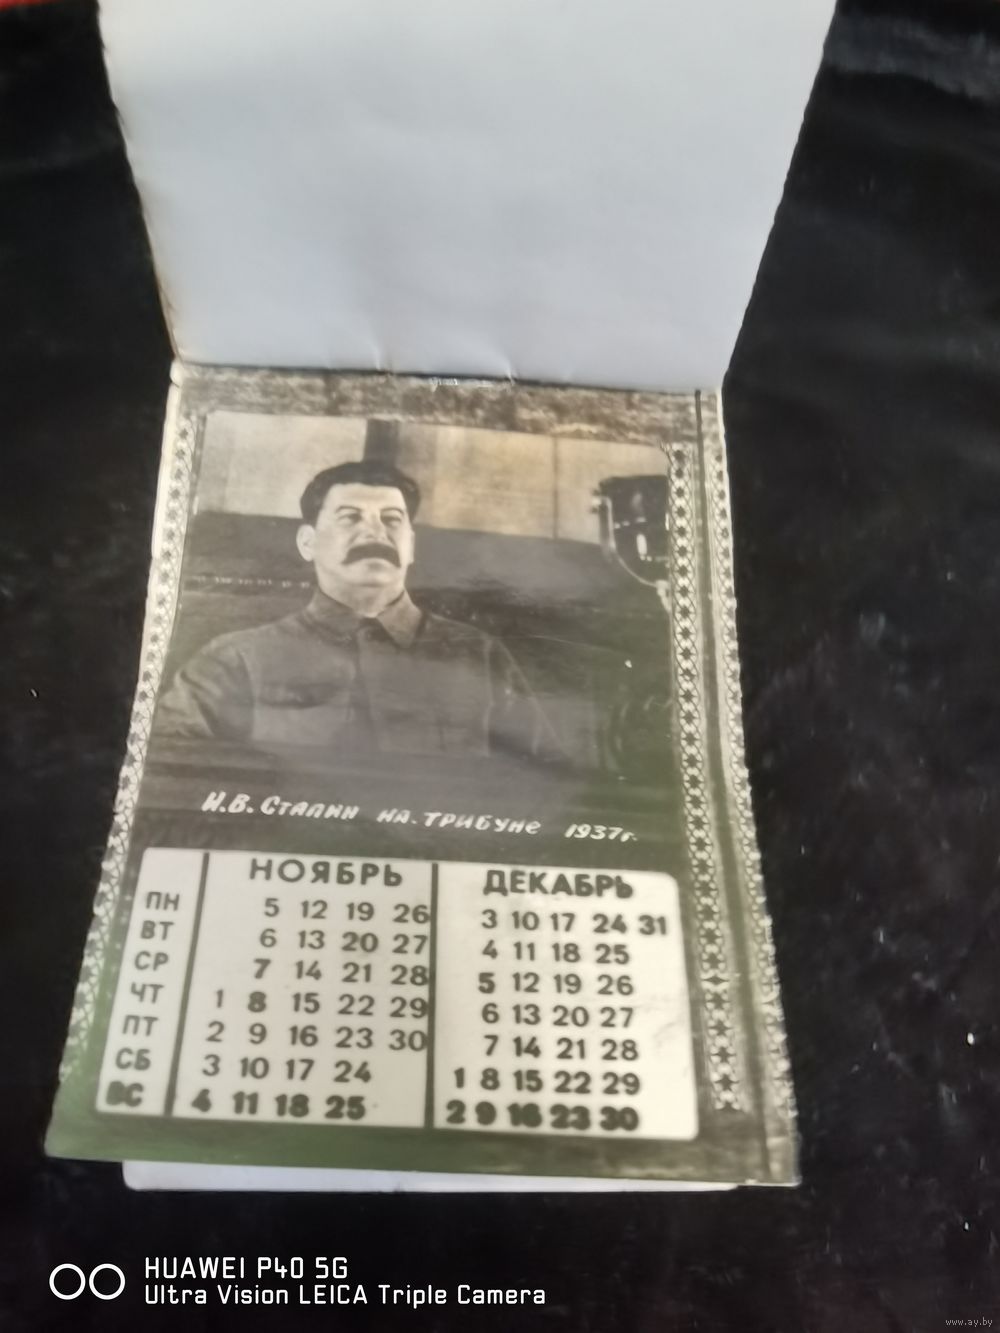 И.В. Сталин на трибуне 1937г.
НОЯБРЬ
ДЕКАБРЬ
ПН 5 12 19 26 3 10 17 24 31
ВТ 6 13 20 27 4 11 18 25
СР 7 14 21 28 5 12 19 26
ЧТ 1 8 15 22 29 6 13 20 27
ПТ 2 9 16 23 30 7 14 21 28
СБ 3 10 17 24 1 8 15 22 29
ВС 4 11 18 25 2 9 16 23 30
HUAWEI P40 5G
Ultra Vision LEICA Triple Camera
www.ay.by